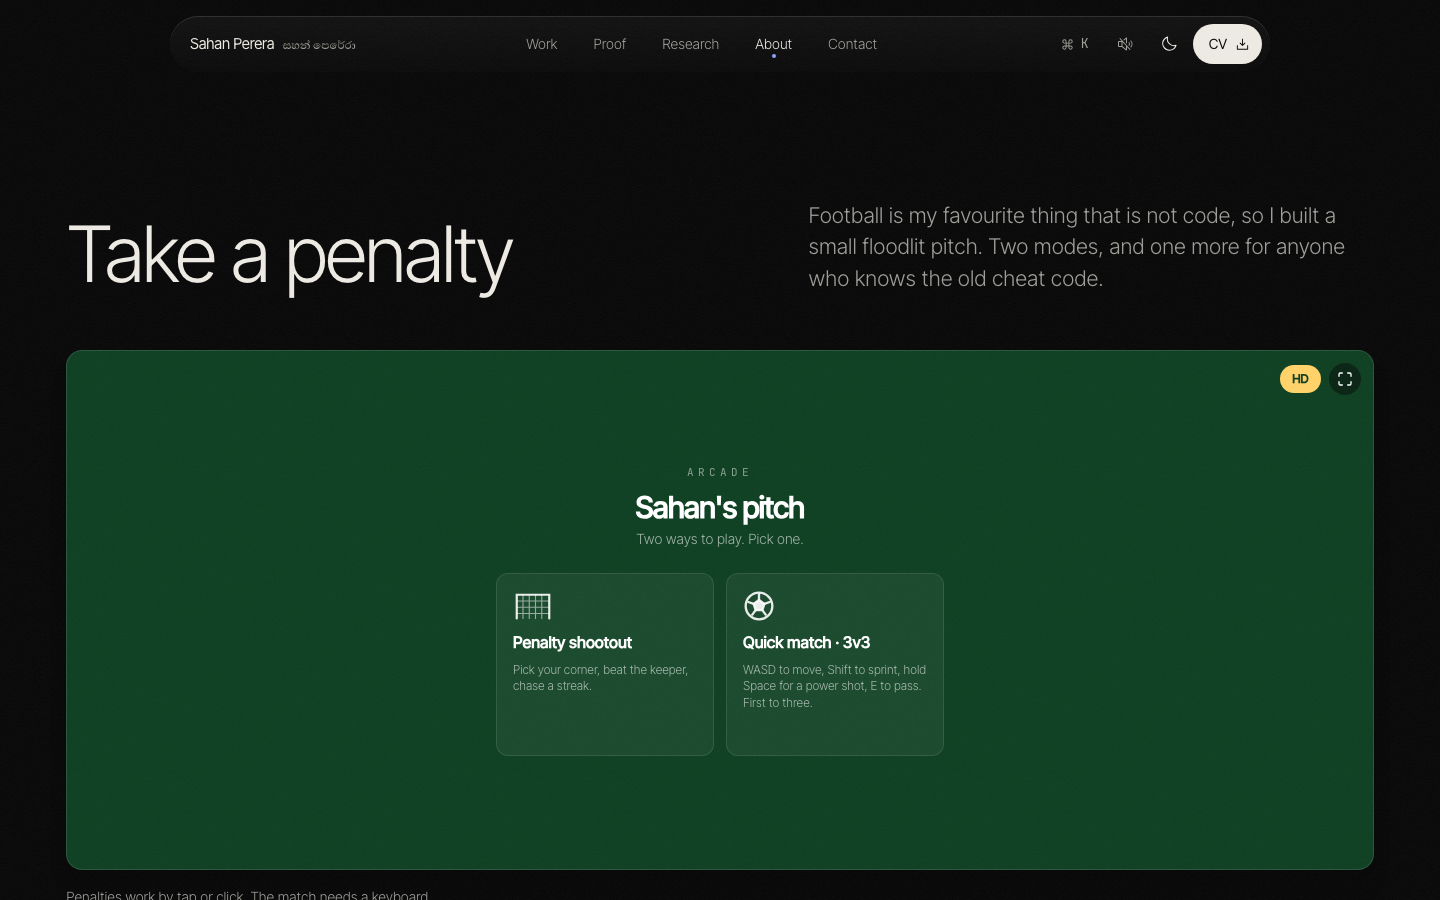 Sahan Perera සහන් පෙරේරා
Work
Proof
Research
About
Contact
⌘ K
CV
Take a penalty
Football is my favourite thing that is not code, so I built a
small floodlit pitch. Two modes, and one more for anyone
who knows the old cheat code.
HD
ARCADE
Sahan's pitch
Two ways to play. Pick one.
Penalty shootout
Pick your corner, beat the keeper,
chase a streak.
Quick match · 3v3
WASD to move, Shift to sprint, hold
Space for a power shot, E to pass.
First to three.
Penalties work by tap or click. The match needs a keyboard.